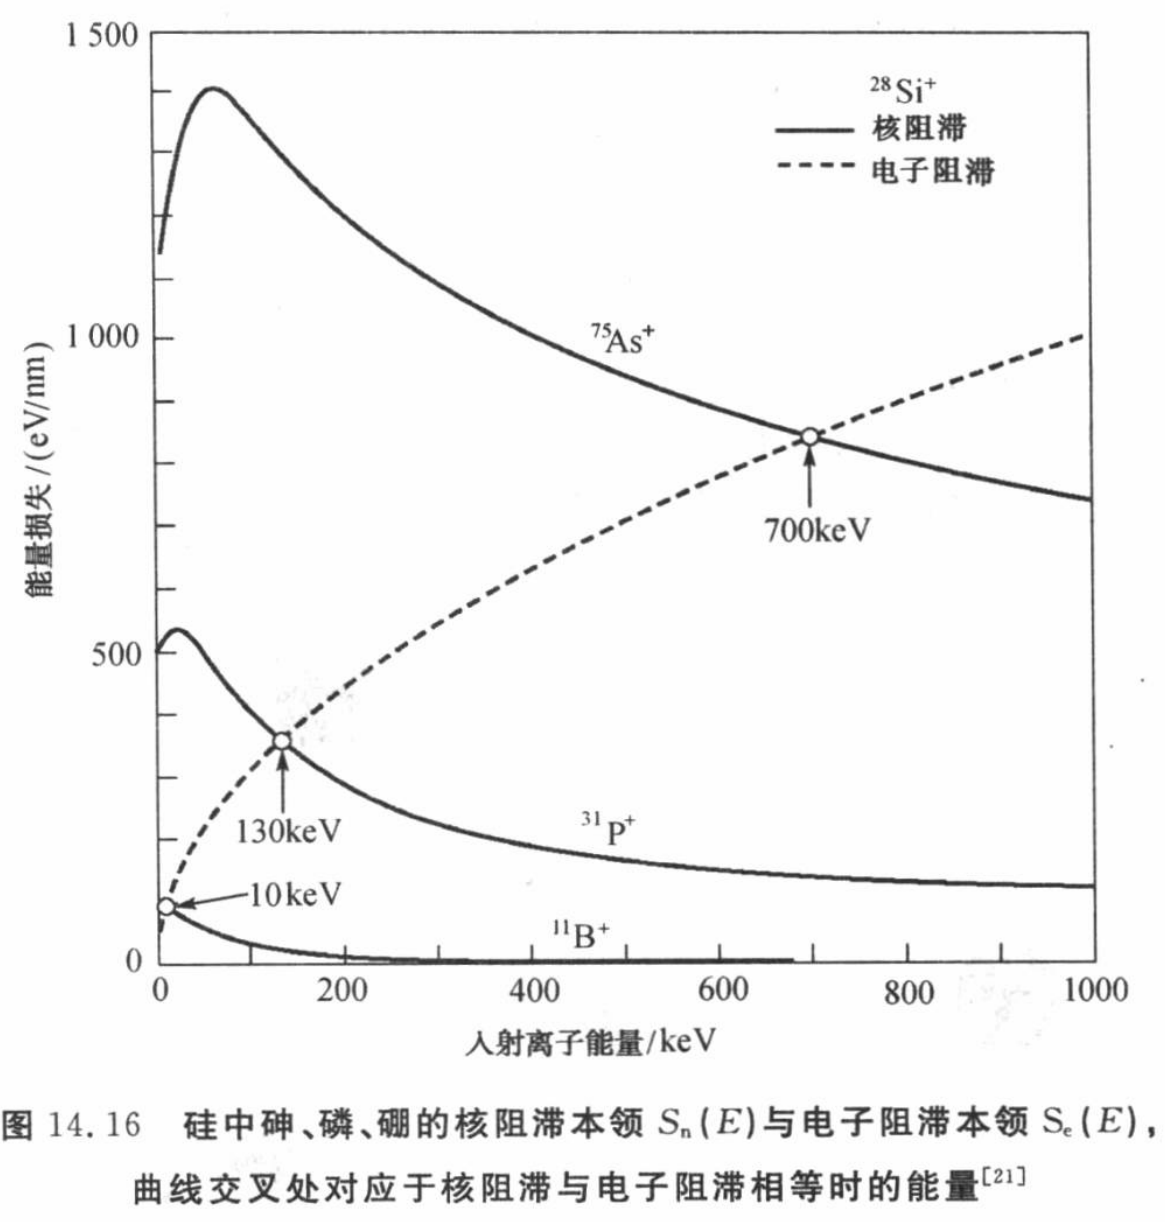 1 500
²⁸Si⁺
核阻滞
电子阻滞
⁷⁵As⁺
1 000
能量损失/(eV/nm)
700keV
500
130keV
³¹P⁺
10keV
¹¹B⁺
0
0 200 400 600 800 1000
入射离子能量/keV
图 14.16 硅中砷、磷、硼的核阻滞本领 Sₙ(E)与电子阻滞本领 Sₑ(E),
曲线交叉处对应于核阻滞与电子阻滞相等时的能量[21]